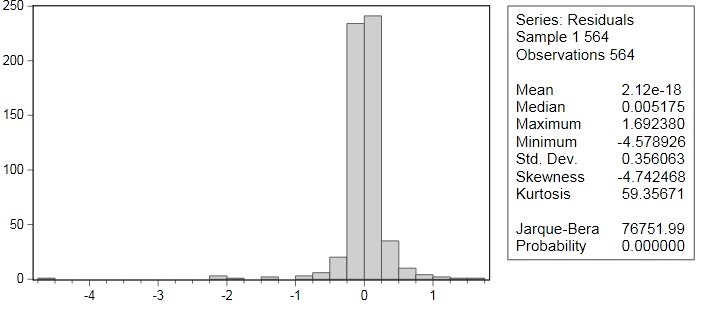 250
200
150
100
50
0
-4 -3 -2 -1 0 1
Series: Residuals
Sample 1 564
Observations 564
Mean 2.12e-18
Median 0.005175
Maximum 1.692380
Minimum -4.578926
Std. Dev. 0.356063
Skewness -4.742468
Kurtosis 59.35671
Jarque-Bera 76751.99
Probability 0.000000